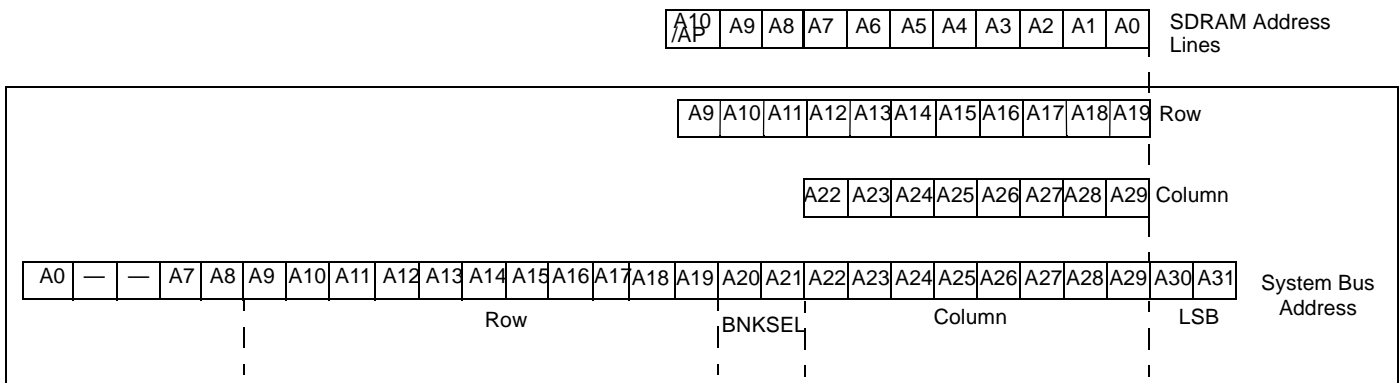 A10 /AP A9 A8 A7 A6 A5 A4 A3 A2 A1 A0 SDRAM Address Lines
A9 A10 A11 A12 A13 A14 A15 A16 A17 A18 A19 Row
A22 A23 A24 A25 A26 A27 A28 A29 Column
A0 — — A7 A8 A9 A10 A11 A12 A13 A14 A15 A16 A17 A18 A19 A20 A21 A22 A23 A24 A25 A26 A27 A28 A29 A30 A31 System Bus Address
Row BNKSEL Column LSB